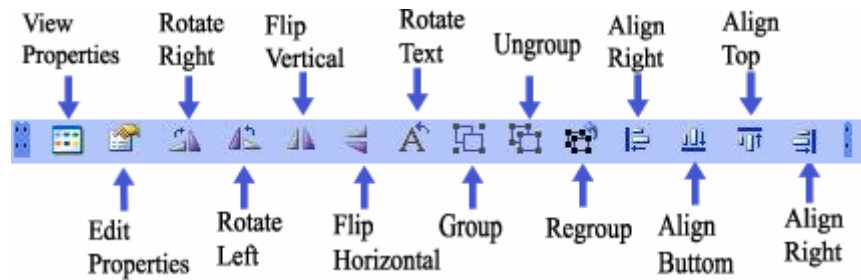 View
Properties
Rotate
Right
Flip
Vertical
Rotate
Text
Ungroup
Align
Right
Align
Top
Edit
Properties
Rotate
Left
Flip
Horizontal
Group
Regroup
Align
Buttom
Align
Right